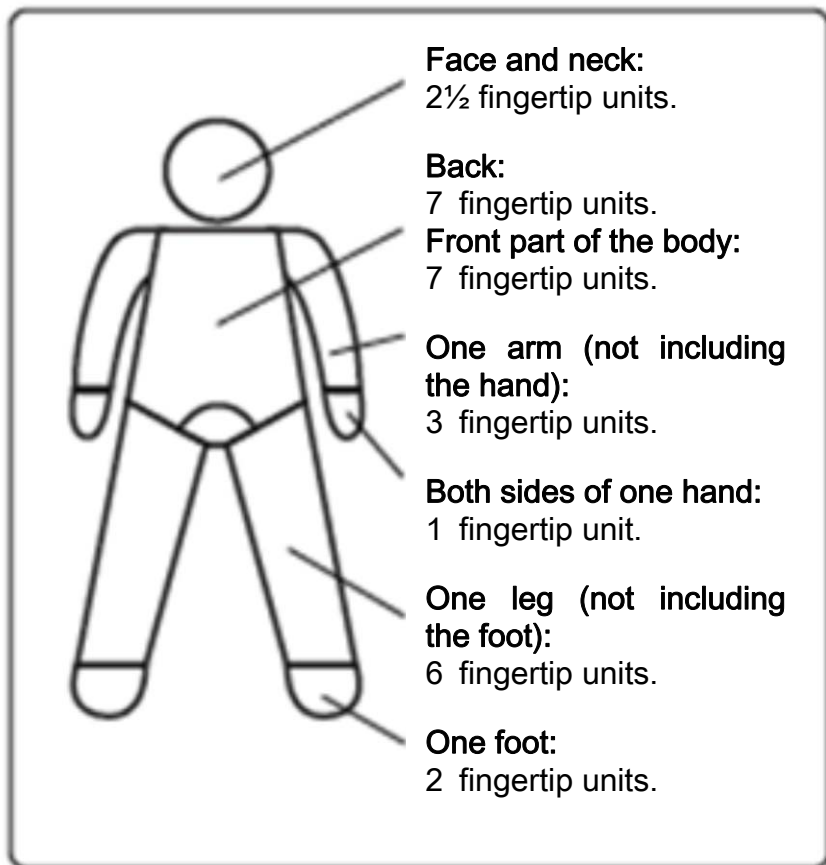 Face and neck:
2½ fingertip units.
Back:
7 fingertip units.
Front part of the body:
7 fingertip units.
One arm (not including
the hand):
3 fingertip units.
Both sides of one hand:
1 fingertip unit.
One leg (not including
the foot):
6 fingertip units.
One foot:
2 fingertip units.